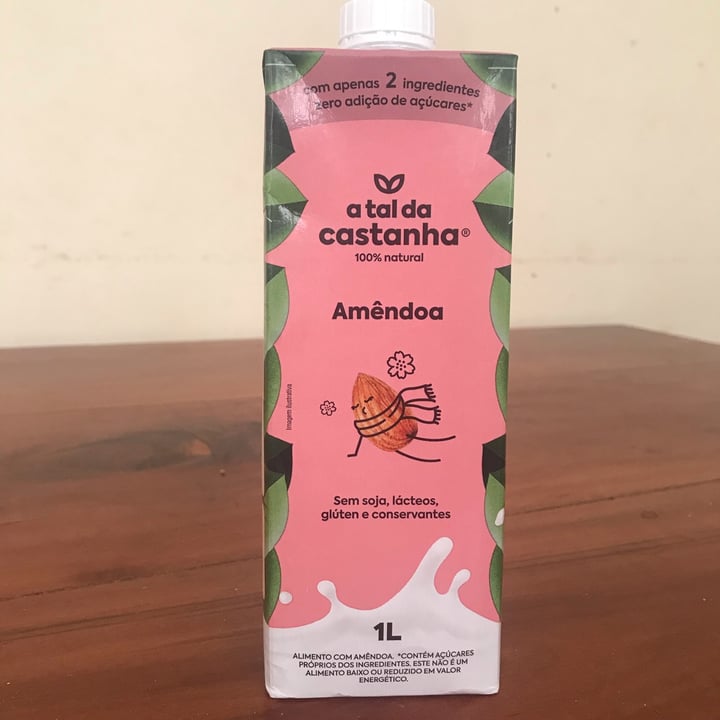 com apenas 2 ingredientes
zero adição de açúcares*
a tal da
castanha®
100% natural
Amêndoa
Imagem ilustrativa
Sem soja, lácteos,
glúten e conservantes
1L
ALIMENTO COM AMÊNDOA. *CONTÉM AÇÚCARES
PRÓPRIOS DOS INGREDIENTES. ESTE NÃO É UM
ALIMENTO BAIXO OU REDUZIDO EM VALOR
ENERGÉTICO.